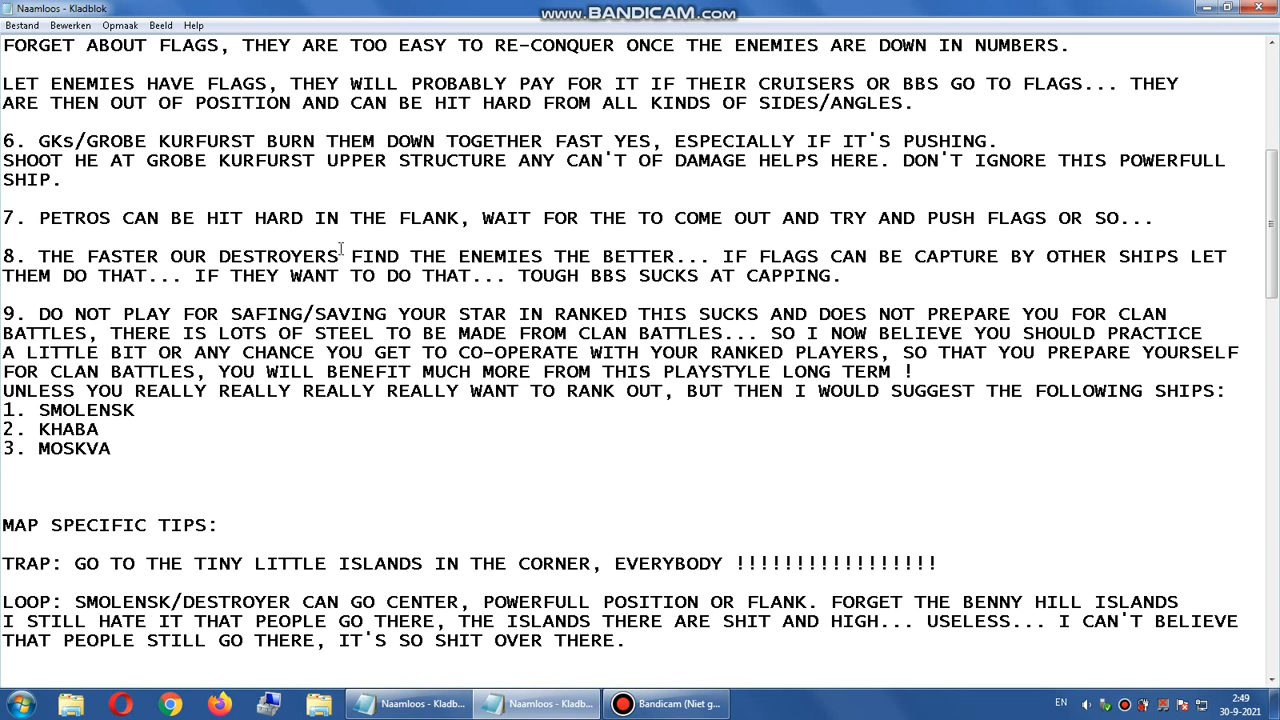 Naamloos - Kladblok
www.BANDICAM.com
Bestand Bewerken Opmaak Beeld Help
FORGET ABOUT FLAGS, THEY ARE TOO EASY TO RE-CONQUER ONCE THE ENEMIES ARE DOWN IN NUMBERS.
LET ENEMIES HAVE FLAGS, THEY WILL PROBABLY PAY FOR IT IF THEIR CRUISERS OR BBS GO TO FLAGS... THEY
ARE THEN OUT OF POSITION AND CAN BE HIT HARD FROM ALL KINDS OF SIDES/ANGLES.
6. GKs/GROBE KURFURST BURN THEM DOWN TOGETHER FAST YES, ESPECIALLY IF IT'S PUSHING.
SHOOT HE AT GROBE KURFURST UPPER STRUCTURE ANY CAN'T OF DAMAGE HELPS HERE. DON'T IGNORE THIS POWERFULL
SHIP.
7. PETROS CAN BE HIT HARD IN THE FLANK, WAIT FOR THE TO COME OUT AND TRY AND PUSH FLAGS OR SO...
8. THE FASTER OUR DESTROYERS FIND THE ENEMIES THE BETTER... IF FLAGS CAN BE CAPTURE BY OTHER SHIPS LET
THEM DO THAT... IF THEY WANT TO DO THAT... TOUGH BBS SUCKS AT CAPPING.
9. DO NOT PLAY FOR SAFING/SAVING YOUR STAR IN RANKED THIS SUCKS AND DOES NOT PREPARE YOU FOR CLAN
BATTLES, THERE IS LOTS OF STEEL TO BE MADE FROM CLAN BATTLES... SO I NOW BELIEVE YOU SHOULD PRACTICE
A LITTLE BIT OR ANY CHANCE YOU GET TO CO-OPERATE WITH YOUR RANKED PLAYERS, SO THAT YOU PREPARE YOURSELF
FOR CLAN BATTLES, YOU WILL BENEFIT MUCH MORE FROM THIS PLAYSTYLE LONG TERM !
UNLESS YOU REALLY REALLY REALLY REALLY WANT TO RANK OUT, BUT THEN I WOULD SUGGEST THE FOLLOWING SHIPS:
1. SMOLENSK
2. KHABA
3. MOSKVA
MAP SPECIFIC TIPS:
TRAP: GO TO THE TINY LITTLE ISLANDS IN THE CORNER, EVERYBODY !!!!!!!!!!!!!!!!!
LOOP: SMOLENSK/DESTROYER CAN GO CENTER, POWERFULL POSITION OR FLANK. FORGET THE BENNY HILL ISLANDS
I STILL HATE IT THAT PEOPLE GO THERE, THE ISLANDS THERE ARE SHIT AND HIGH... USELESS... I CAN'T BELIEVE
THAT PEOPLE STILL GO THERE, IT'S SO SHIT OVER THERE.
Naamloos - Kladb... Naamloos - Kladb... Bandicam (Niet g... EN 2:49
30-9-2021